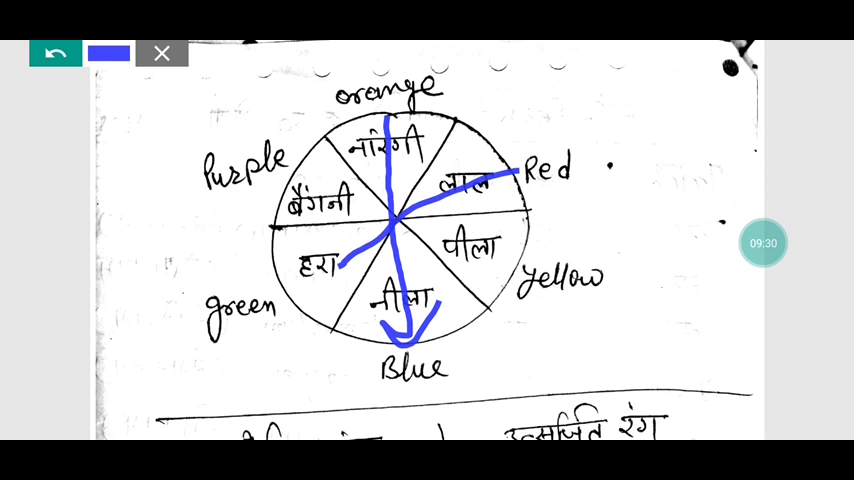 orange
Purple
नारंगी
लाल
Red
बैंगनी
हरा
पीला
green
नीला
yellow
Blue
उत्सर्जित रंग
09:30